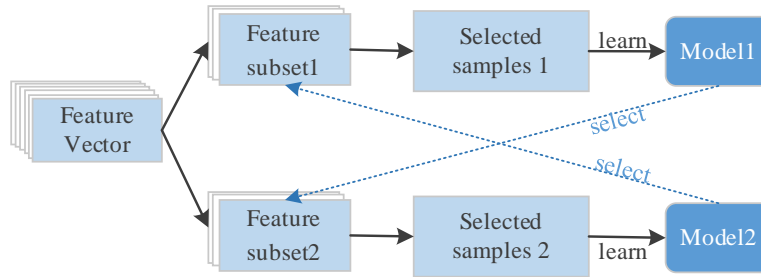 Feature
subset1
Selected
samples 1
learn
Model1
Feature
Vector
select
select
Feature
subset2
Selected
samples 2
learn
Model2